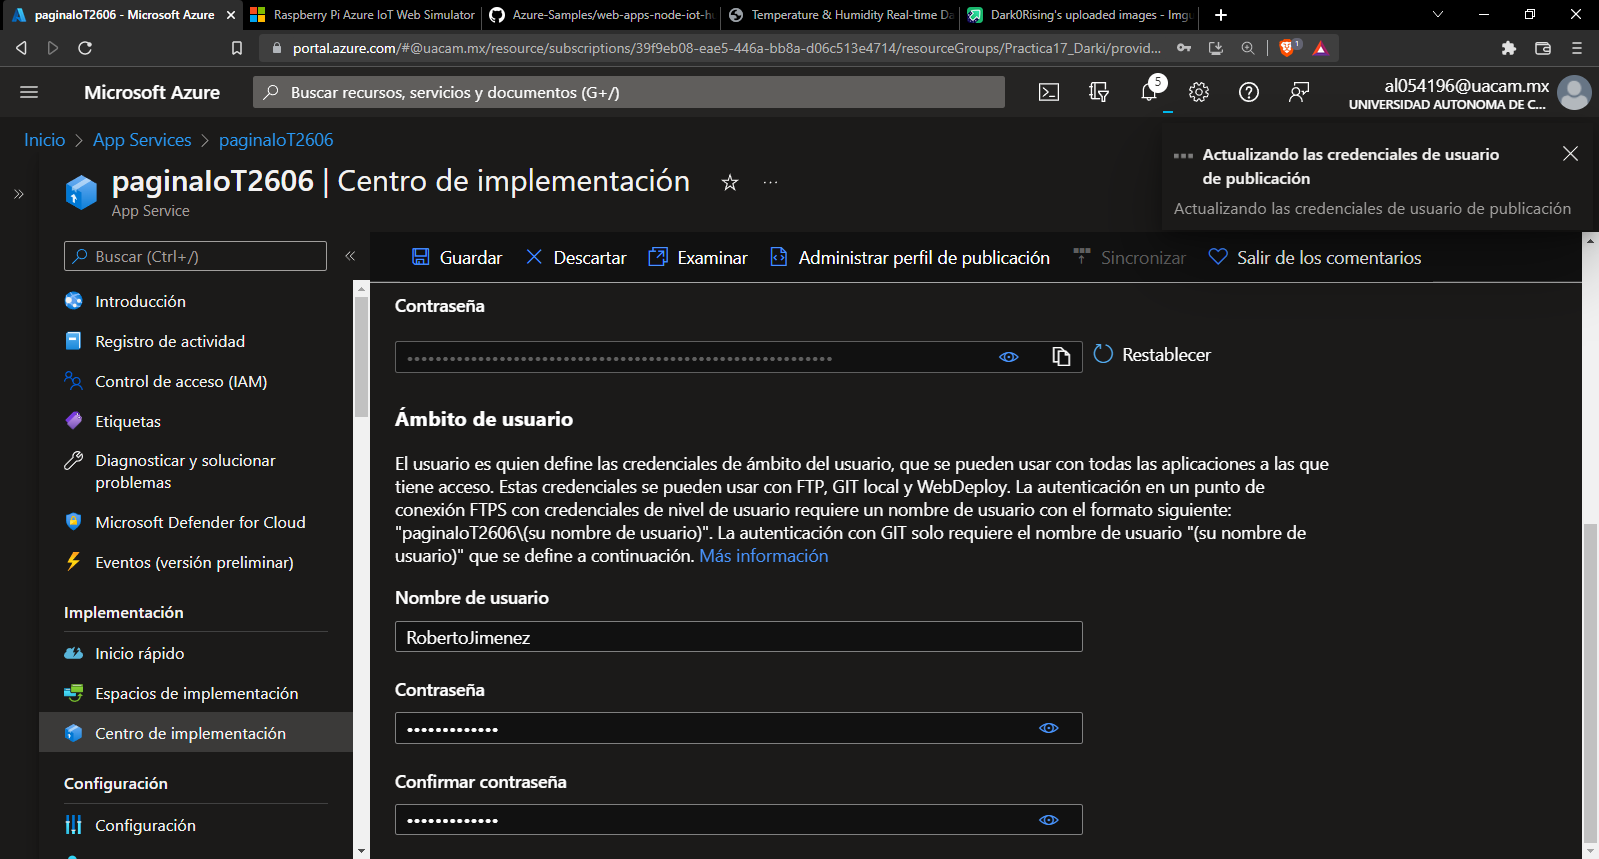 paginaIoT2606 - Microsoft Azure
Raspberry Pi Azure IoT Web Simulator
Azure-Samples/web-apps-node-iot-hu
Temperature & Humidity Real-time Da
Dark0Rising's uploaded images - Imgu
portal.azure.com/#@uacam.mx/resource/subscriptions/39f9eb08-eae5-446a-bb8a-d06c513e4714/resourceGroups/Practica17_Darki/provid...
1
Microsoft Azure
Buscar recursos, servicios y documentos (G+/)
5
al054196@uacam.mx
UNIVERSIDAD AUTONOMA DE C...
Inicio > App Services > paginaIoT2606
Actualizando las credenciales de usuario
de publicación
Actualizando las credenciales de usuario de publicación
paginaIoT2606 | Centro de implementación
App Service
Buscar (Ctrl+/)
Guardar
Descartar
Examinar
Administrar perfil de publicación
Sincronizar
Salir de los comentarios
Introducción
Registro de actividad
Control de acceso (IAM)
Etiquetas
Diagnosticar y solucionar
problemas
Microsoft Defender for Cloud
Eventos (versión preliminar)
Implementación
Inicio rápido
Espacios de implementación
Centro de implementación
Configuración
Configuración
Contraseña
Restablecer
Ámbito de usuario
El usuario es quien define las credenciales de ámbito del usuario, que se pueden usar con todas las aplicaciones a las que
tiene acceso. Estas credenciales se pueden usar con FTP, GIT local y WebDeploy. La autenticación en un punto de
conexión FTPS con credenciales de nivel de usuario requiere un nombre de usuario con el formato siguiente:
"paginaIoT2606\(su nombre de usuario)". La autenticación con GIT solo requiere el nombre de usuario "(su nombre de
usuario)" que se define a continuación. Más información
Nombre de usuario
RobertoJimenez
Contraseña
Confirmar contraseña